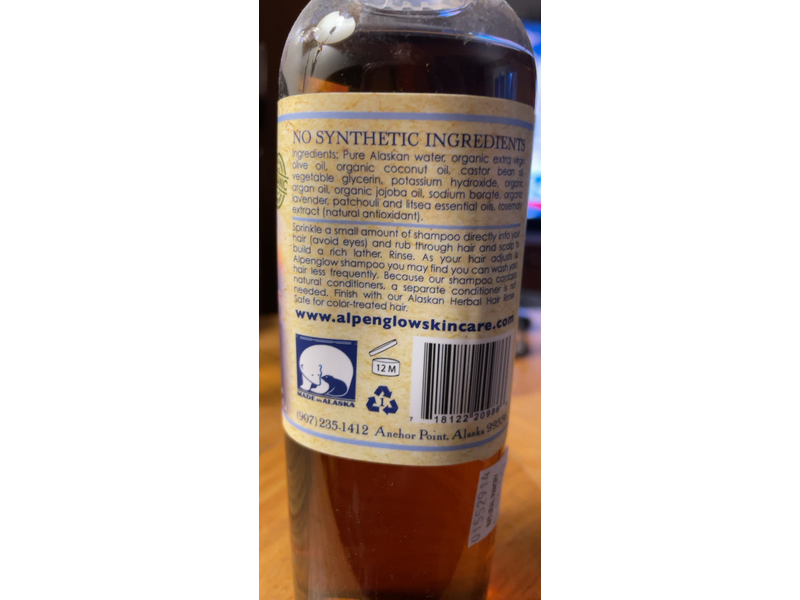 NO SYNTHETIC INGREDIENTS
Ingredients: Pure Alaskan water, organic extra virgin
olive oil, organic coconut oil, castor bean oil,
vegetable glycerin, potassium hydroxide, organic
argan oil, organic jojoba oil, sodium borate, organic
lavender, patchouli and litsea essential oils, rosemary
extract (natural antioxidant).
Sprinkle a small amount of shampoo directly into your
hair (avoid eyes) and rub through hair and scalp to
build a rich lather. Rinse. As your hair adjusts to
Alpenglow shampoo you may find you can wash your
hair less frequently. Because our shampoo contains
natural conditioners, a separate conditioner is not
needed. Finish with our Alaskan Herbal Hair Rinse.
Safe for color-treated hair.
www.alpenglowskincare.com
12 M
MADE IN ALASKA
1
7 18122 20986
(907) 235-1412 Anchor Point, Alaska
01552914